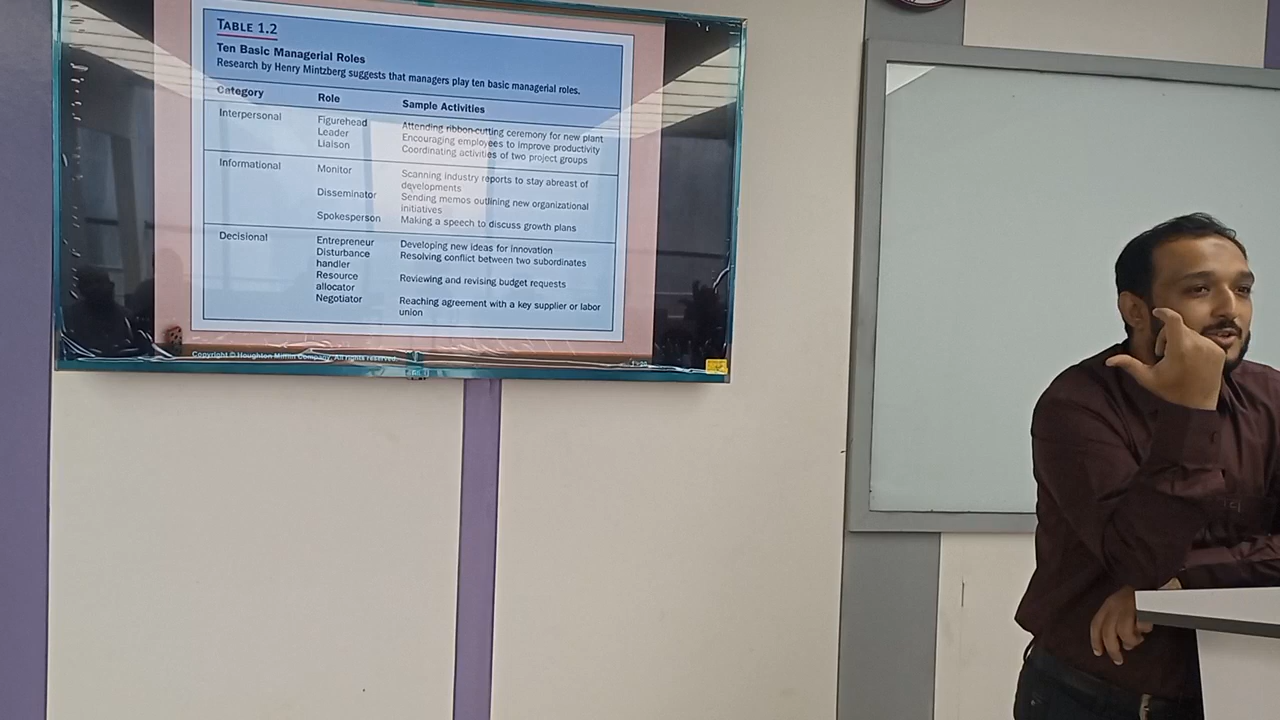 TABLE 1.2
Ten Basic Managerial Roles
Research by Henry Mintzberg suggests that managers play ten basic managerial roles.
Category Role Sample Activities
Interpersonal Figurehead Attending ribbon-cutting ceremony for new plant
Leader Encouraging employees to improve productivity
Liaison Coordinating activities of two project groups
Informational Monitor Scanning industry reports to stay abreast of
developments
Disseminator Sending memos outlining new organizational
initiatives
Spokesperson Making a speech to discuss growth plans
Decisional Entrepreneur Developing new ideas for innovation
Disturbance Resolving conflict between two subordinates
handler
Resource Reviewing and revising budget requests
allocator
Negotiator Reaching agreement with a key supplier or labor
union
Copyright © Houghton Mifflin Company. All rights reserved.